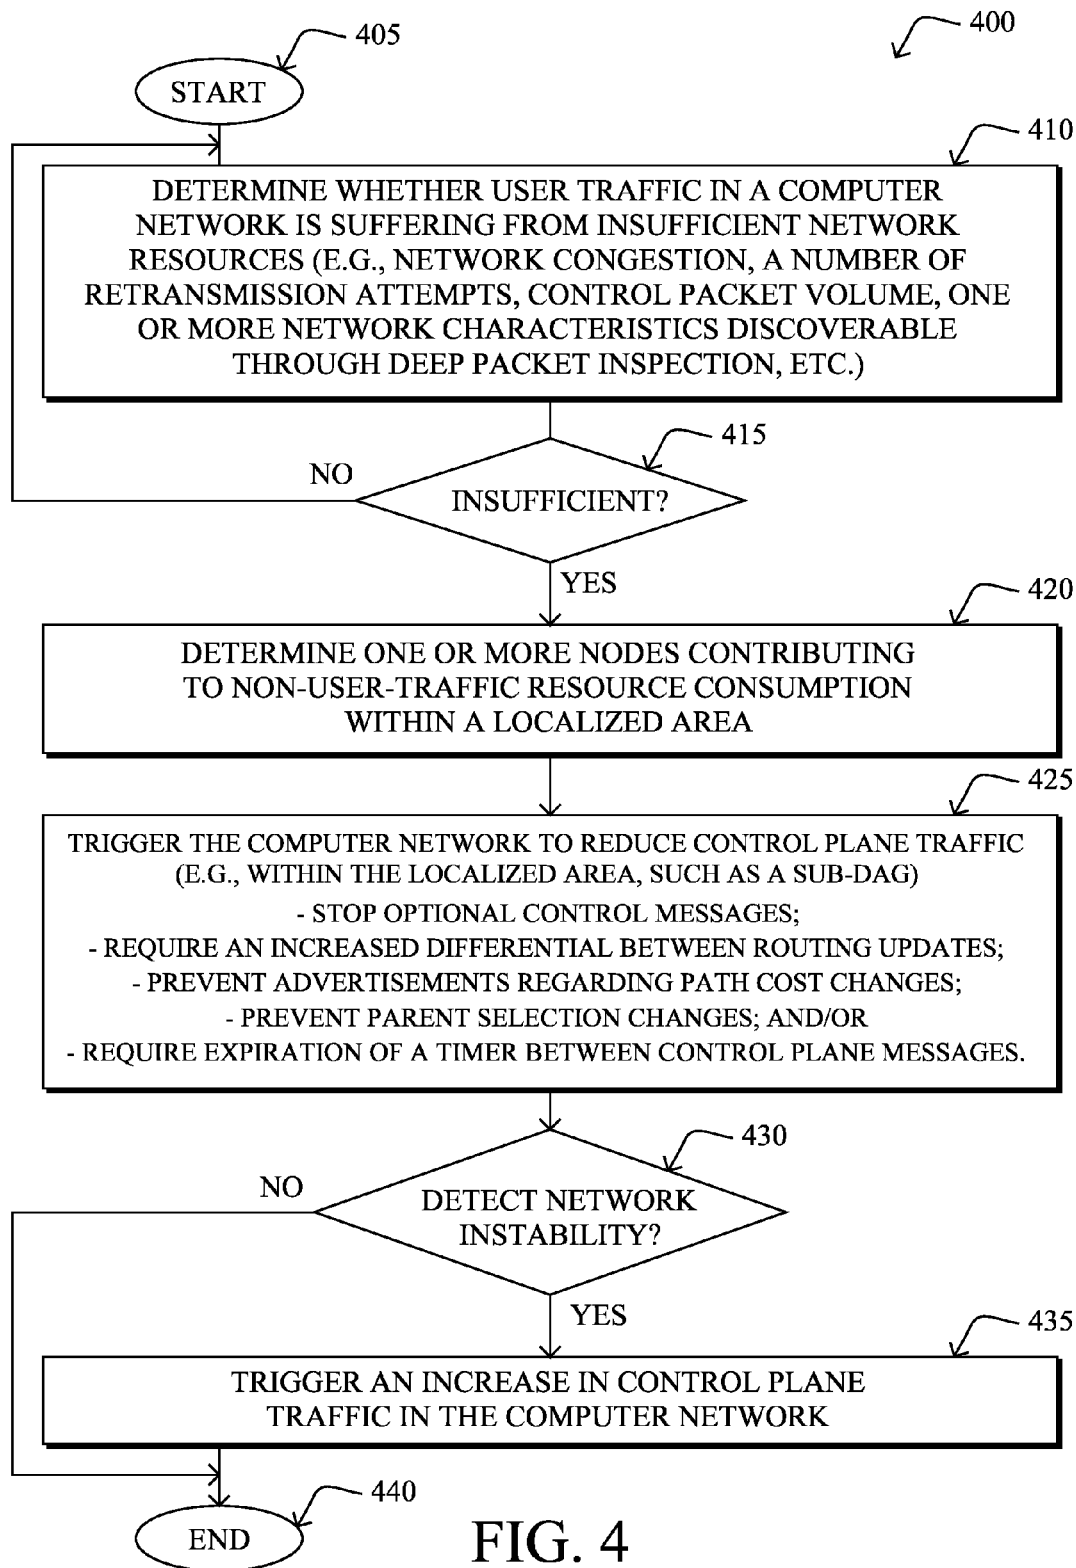 405
400
START
410
DETERMINE WHETHER USER TRAFFIC IN A COMPUTER
NETWORK IS SUFFERING FROM INSUFFICIENT NETWORK
RESOURCES (E.G., NETWORK CONGESTION, A NUMBER OF
RETRANSMISSION ATTEMPTS, CONTROL PACKET VOLUME, ONE
OR MORE NETWORK CHARACTERISTICS DISCOVERABLE
THROUGH DEEP PACKET INSPECTION, ETC.)
415
NO
INSUFFICIENT?
YES
420
DETERMINE ONE OR MORE NODES CONTRIBUTING
TO NON-USER-TRAFFIC RESOURCE CONSUMPTION
WITHIN A LOCALIZED AREA
425
TRIGGER THE COMPUTER NETWORK TO REDUCE CONTROL PLANE TRAFFIC
(E.G., WITHIN THE LOCALIZED AREA, SUCH AS A SUB-DAG)
- STOP OPTIONAL CONTROL MESSAGES;
- REQUIRE AN INCREASED DIFFERENTIAL BETWEEN ROUTING UPDATES;
- PREVENT ADVERTISEMENTS REGARDING PATH COST CHANGES;
- PREVENT PARENT SELECTION CHANGES; AND/OR
- REQUIRE EXPIRATION OF A TIMER BETWEEN CONTROL PLANE MESSAGES.
430
NO
DETECT NETWORK
INSTABILITY?
YES
435
TRIGGER AN INCREASE IN CONTROL PLANE
TRAFFIC IN THE COMPUTER NETWORK
440
END
FIG. 4